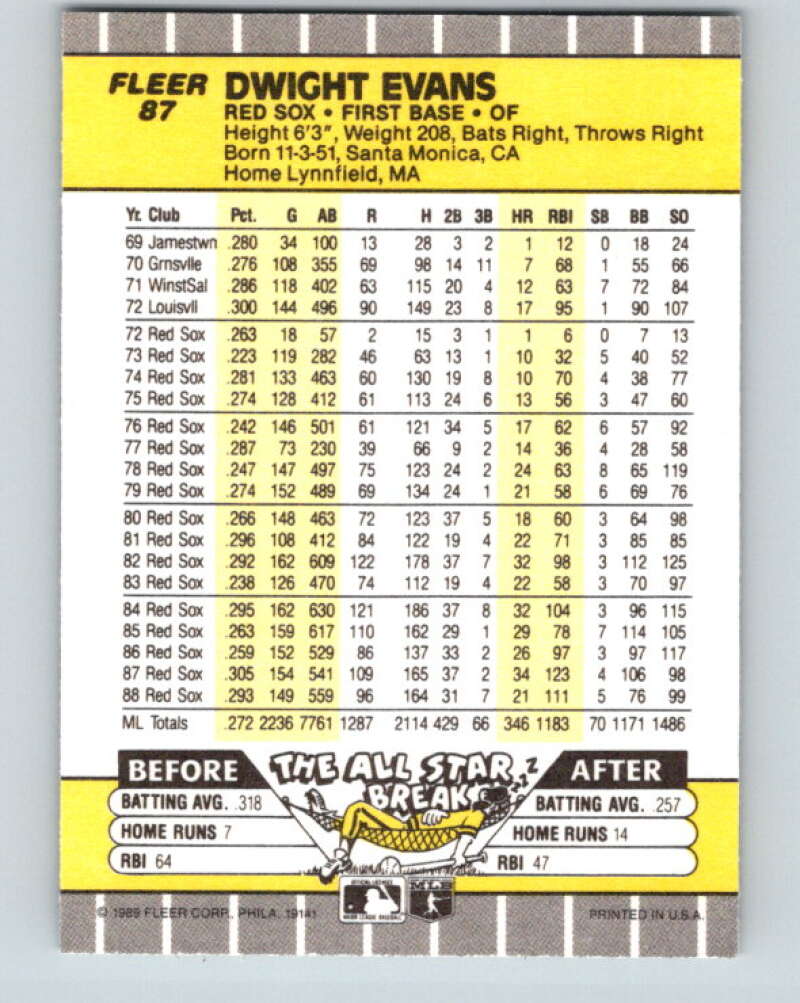 FLEER DWIGHT EVANS
87 RED SOX • FIRST BASE • OF
Height 6'3", Weight 208, Bats Right, Throws Right
Born 11-3-51, Santa Monica, CA
Home Lynnfield, MA
Yr. Club Pct. G AB R H 2B 3B HR RBI SB BB SO
69 Jamestwn .280 34 100 13 28 3 2 1 12 0 18 24
70 Grnsvlle .276 108 355 69 98 14 11 7 68 1 55 66
71 WinstSal .286 118 402 63 115 20 4 12 63 7 72 84
72 Louisvll .300 144 496 90 149 23 8 17 95 1 90 107
72 Red Sox .263 18 57 2 15 3 1 1 6 0 7 13
73 Red Sox .223 119 282 46 63 13 1 10 32 5 40 52
74 Red Sox .281 133 463 60 130 19 8 10 70 4 38 77
75 Red Sox .274 128 412 61 113 24 6 13 56 3 47 60
76 Red Sox .242 146 501 61 121 34 5 17 62 6 57 92
77 Red Sox .287 73 230 39 66 9 2 14 36 4 28 58
78 Red Sox .247 147 497 75 123 24 2 24 63 8 65 119
79 Red Sox .274 152 489 69 134 24 1 21 58 6 69 76
80 Red Sox .266 148 463 72 123 37 5 18 60 3 64 98
81 Red Sox .296 108 412 84 122 19 4 22 71 3 85 85
82 Red Sox .292 162 609 122 178 37 7 32 98 3 112 125
83 Red Sox .238 126 470 74 112 19 4 22 58 3 70 97
84 Red Sox .295 162 630 121 186 37 8 32 104 3 96 115
85 Red Sox .263 159 617 110 162 29 1 29 78 7 114 105
86 Red Sox .259 152 529 86 137 33 2 26 97 3 97 117
87 Red Sox .305 154 541 109 165 37 2 34 123 4 106 98
88 Red Sox .293 149 559 96 164 31 7 21 111 5 76 99
ML Totals .272 2236 7761 1287 2114 429 66 346 1183 70 1171 1486
BEFORE THE ALL STAR BREAK ZZZ AFTER
BATTING AVG. .318 BATTING AVG. .257
HOME RUNS 7 HOME RUNS 14
RBI 64 RBI 47
MLB
© 1989 FLEER CORP., PHILA. 19141 PRINTED IN U.S.A.